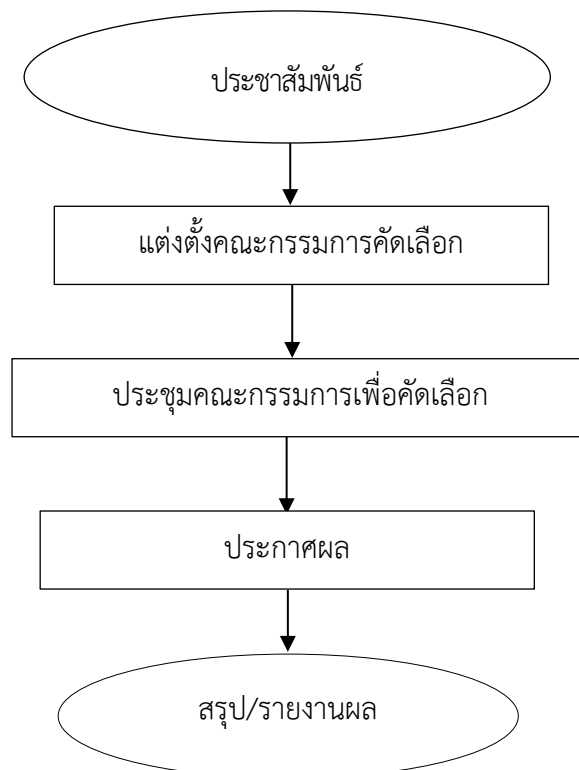 ประชาสัมพันธ์
แต่งตั้งคณะกรรมการคัดเลือก
ประชุมคณะกรรมการเพื่อคัดเลือก
ประกาศผล
สรุป/รายงานผล